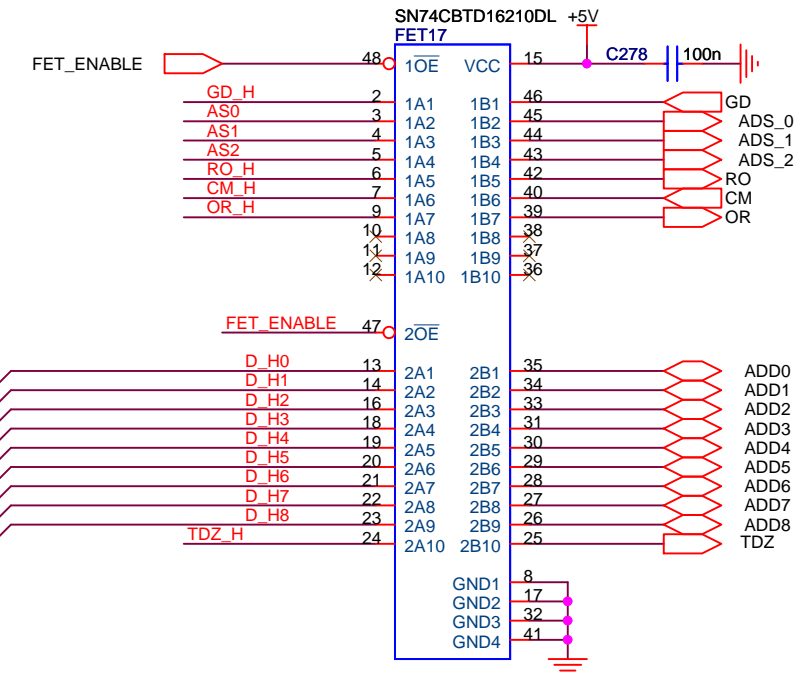 SN74CBTD16210DL +5V
FET17
FET_ENABLE 48 1OE VCC 15 C278 100n
GD_H 2 1A1 1B1 46 GD
AS0 3 1A2 1B2 45 ADS_0
AS1 4 1A3 1B3 44 ADS_1
AS2 5 1A4 1B4 43 ADS_2
RO_H 6 1A5 1B5 42 RO
CM_H 7 1A6 1B6 40 CM
OR_H 9 1A7 1B7 39 OR
10 1A8 1B8 38
11 1A9 1B9 37
12 1A10 1B10 36
FET_ENABLE 47 2OE
D_H0 13 2A1 2B1 35 ADD0
D_H1 14 2A2 2B2 34 ADD1
D_H2 16 2A3 2B3 33 ADD2
D_H3 18 2A4 2B4 31 ADD3
D_H4 19 2A5 2B5 30 ADD4
D_H5 20 2A6 2B6 29 ADD5
D_H6 21 2A7 2B7 28 ADD6
D_H7 22 2A8 2B8 27 ADD7
D_H8 23 2A9 2B9 26 ADD8
TDZ_H 24 2A10 2B10 25 TDZ
GND1 8
GND2 17
GND3 32
GND4 41